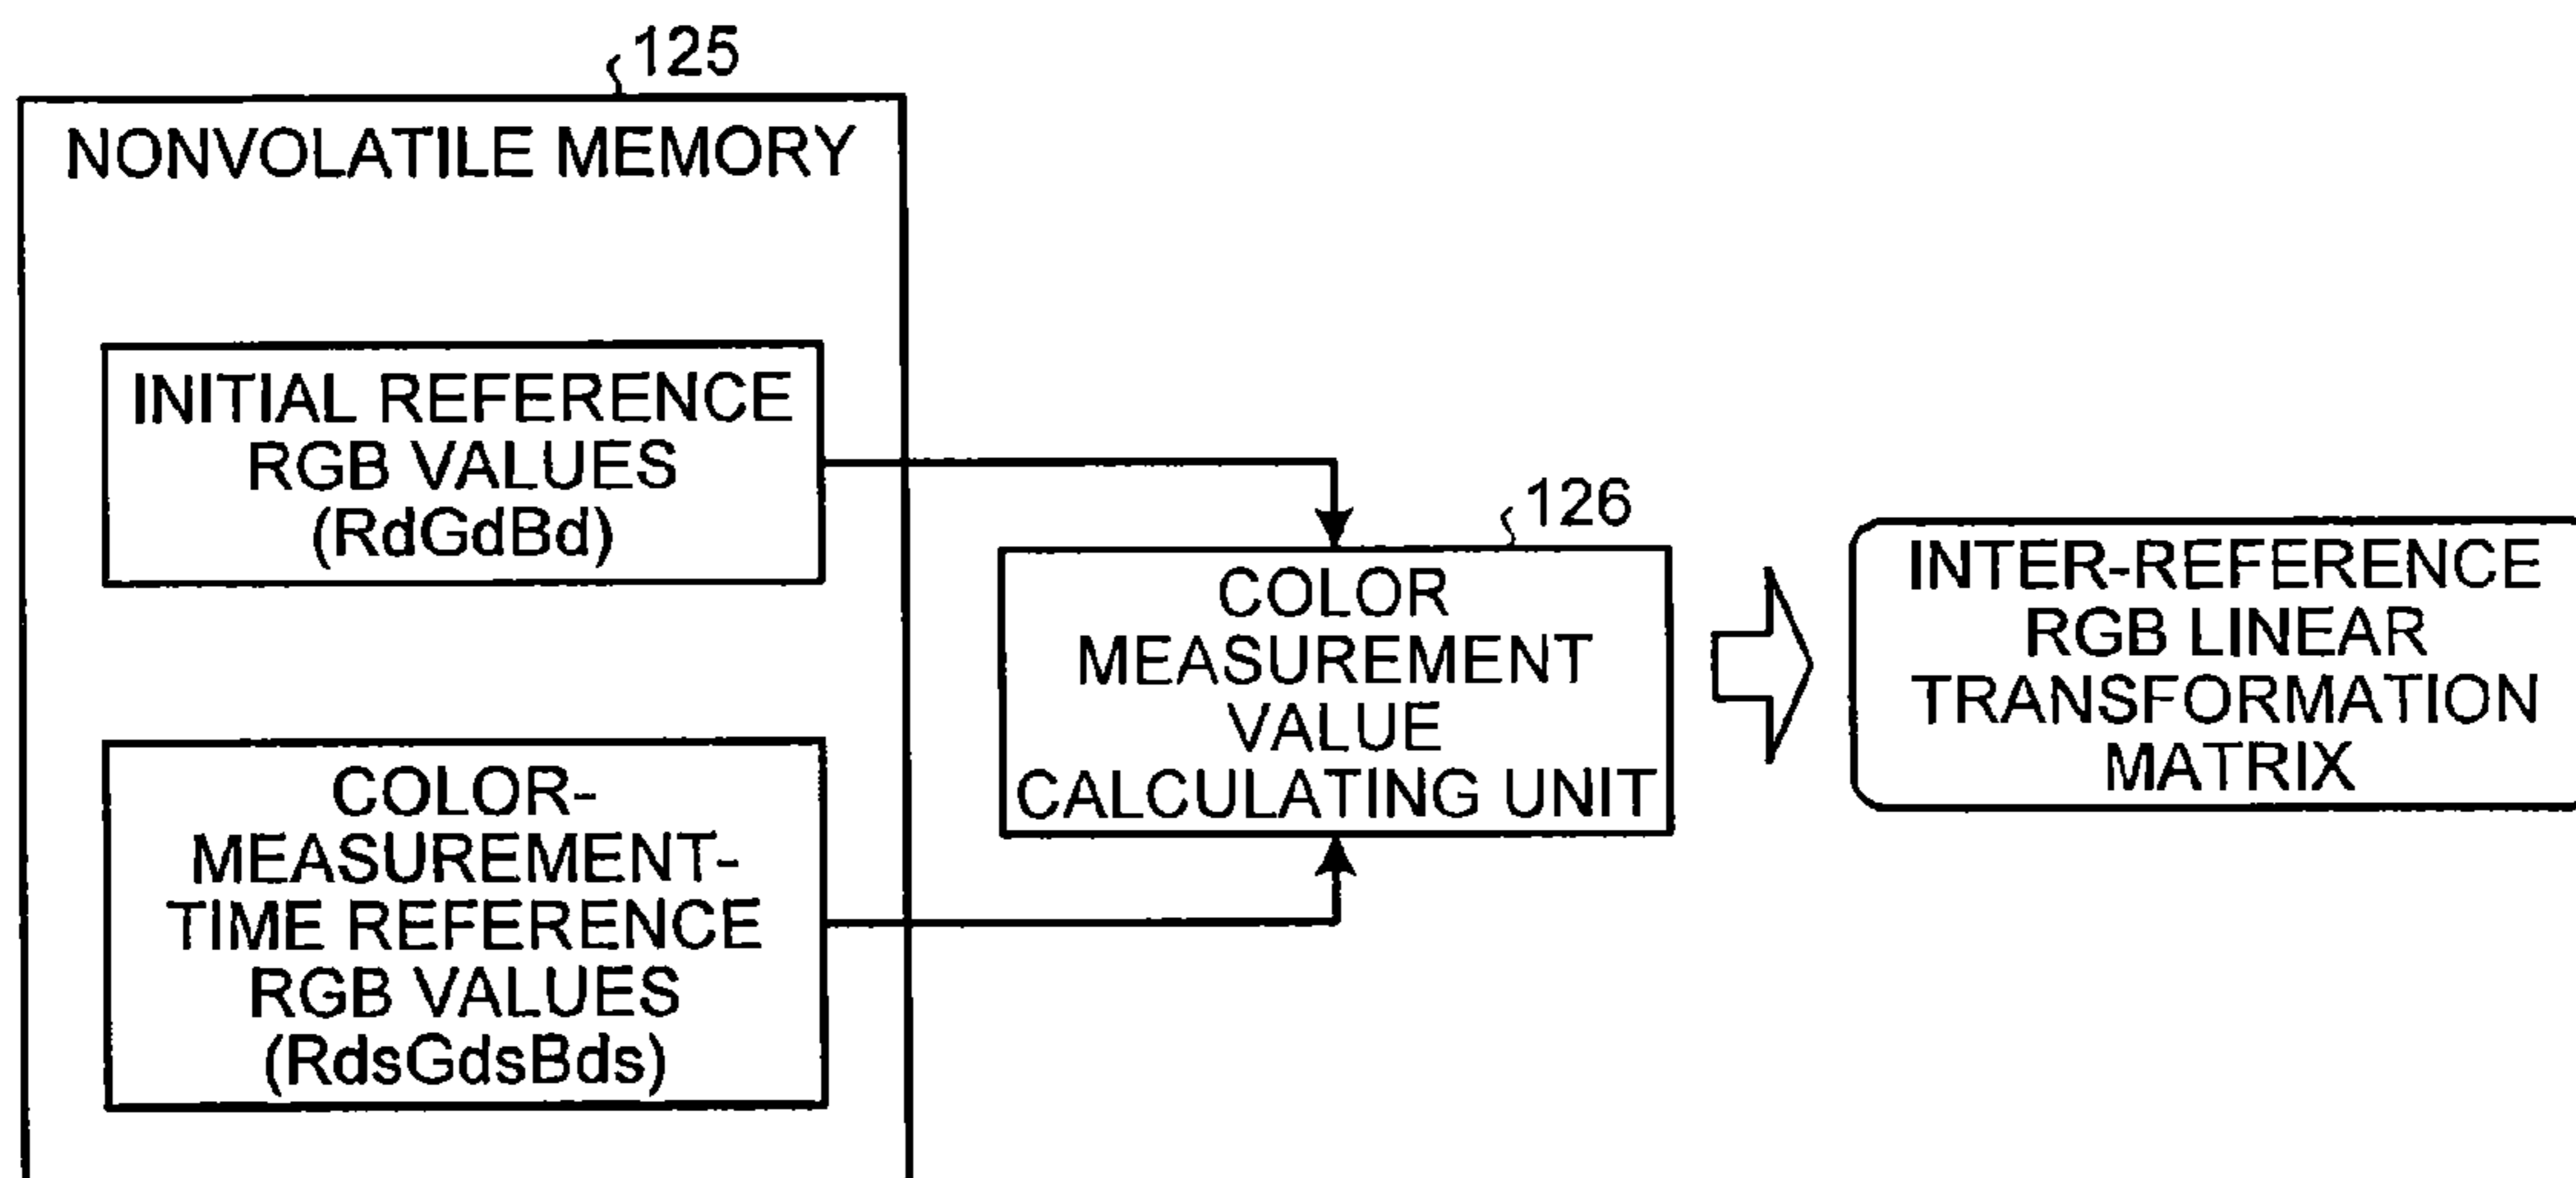 125
NONVOLATILE MEMORY
INITIAL REFERENCE
RGB VALUES
(RdGdBd)
COLOR-
MEASUREMENT-
TIME REFERENCE
RGB VALUES
(RdsGdsBds)
126
COLOR
MEASUREMENT
VALUE
CALCULATING UNIT
INTER-REFERENCE
RGB LINEAR
TRANSFORMATION
MATRIX